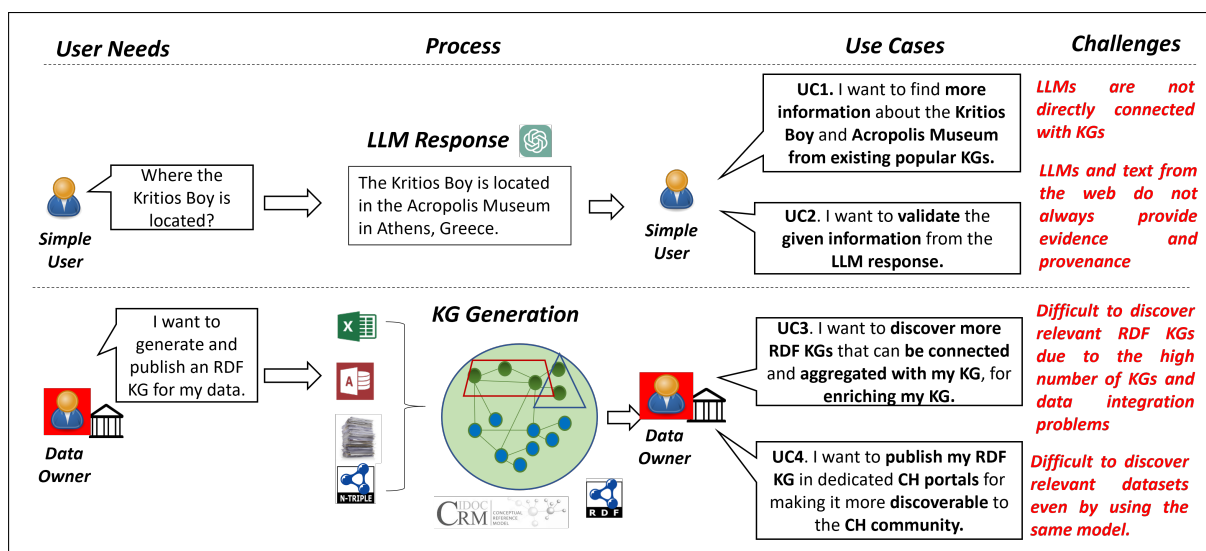 User Needs
Process
Use Cases
Challenges
Where the
Kritios Boy is
located?
Simple
User
LLM Response
The Kritios Boy is located
in the Acropolis Museum
in Athens, Greece.
Simple
User
UC1. I want to find more
information about the Kritios
Boy and Acropolis Museum
from existing popular KGs.
UC2. I want to validate the
given information from the
LLM response.
LLMs are not
directly connected
with KGs
LLMs and text from
the web do not
always provide
evidence and
provenance
I want to
generate and
publish an RDF
KG for my data.
Data
Owner
X
A
N-TRIPLE
KG Generation
CIDOC
CRM
CONCEPTUAL
REFERENCE
MODEL
RDF
Data
Owner
UC3. I want to discover more
RDF KGs that can be connected
and aggregated with my KG, for
enriching my KG.
UC4. I want to publish my RDF
KG in dedicated CH portals for
making it more discoverable to
the CH community.
Difficult to discover
relevant RDF KGs
due to the high
number of KGs and
data integration
problems
Difficult to discover
relevant datasets
even by using the
same model.